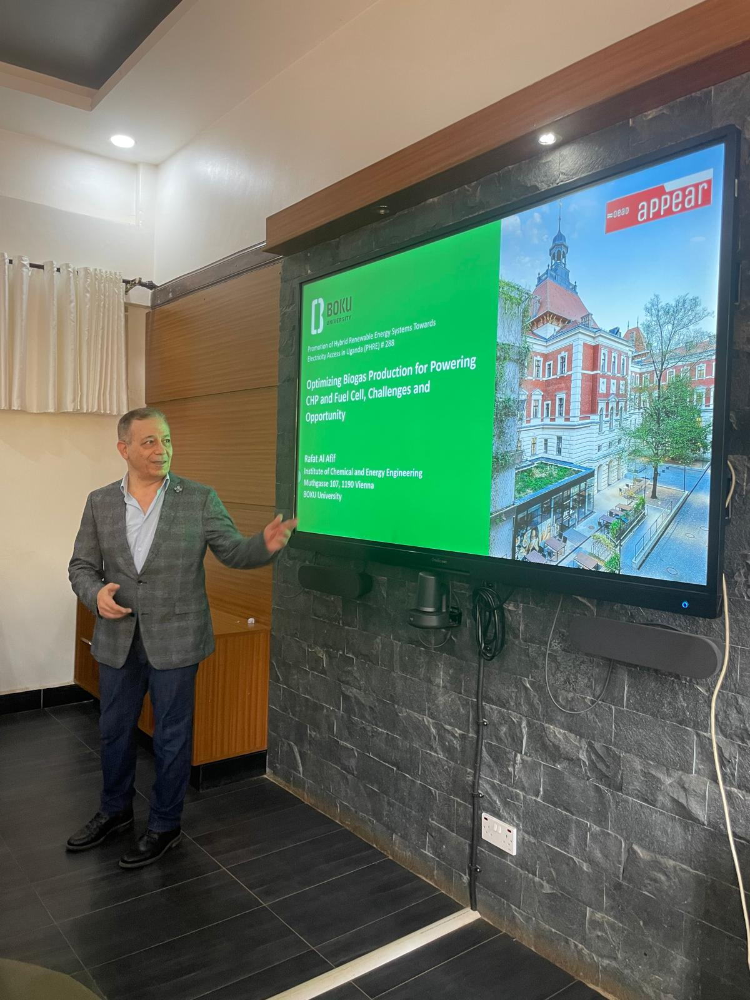 =oead appear
BOKU
UNIVERSITY
Promotion of Hybrid Renewable Energy Systems Towards
Electricity Access in Uganda (PHRE) # 288
Optimizing Biogas Production for Powering
CHP and Fuel Cell, Challenges and
Opportunity
Rafat Al Afif
Institute of Chemical and Energy Engineering
Muthgasse 107, 1190 Vienna
BOKU University